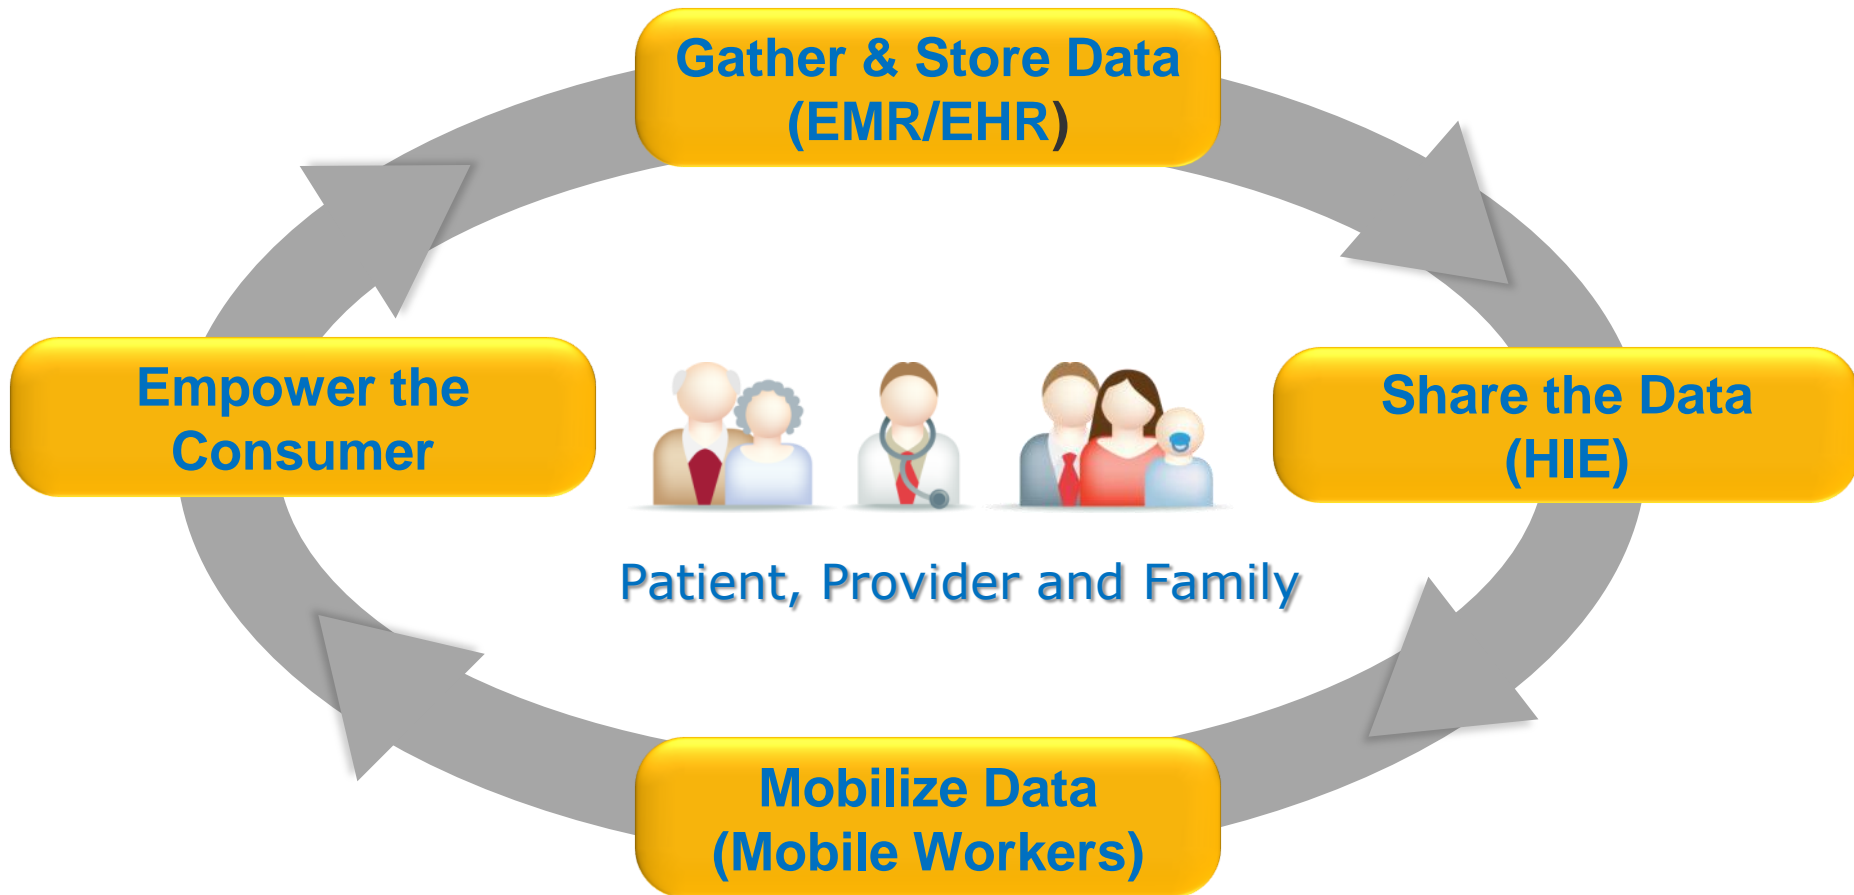 Gather & Store Data
(EMR/EHR)
Empower the
Consumer
Share the Data
(HIE)
Patient, Provider and Family
Mobilize Data
(Mobile Workers)